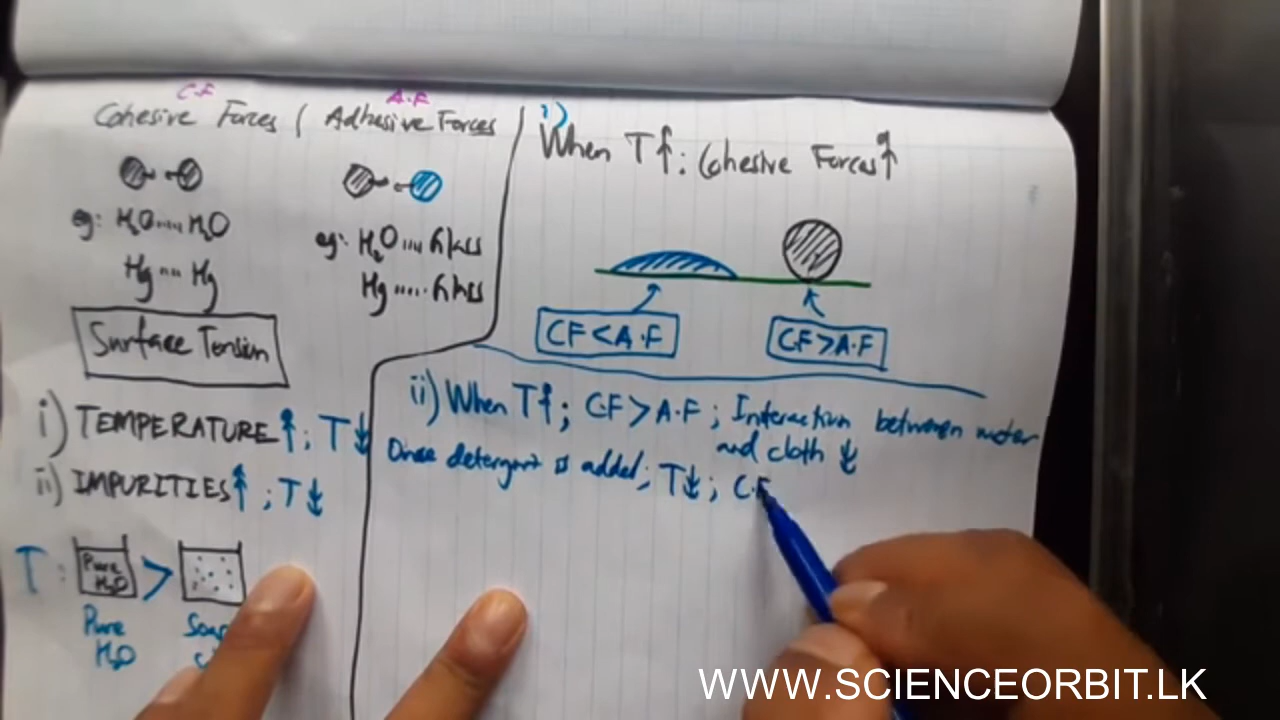 C.F A.F
Cohesive Forces / Adhesive Forces
eg: H₂O....H₂O
Hg....Hg
eg: H₂O....Glass
Hg.....Glass
Surface Tension
i) TEMPERATURE↑; T↓
ii) IMPURITIES↑; T↓
T: Pure H₂O >
Pure
H₂O
i)
When T↑: Cohesive Forces↑
CF<A.F
CF>A.F
ii) When T↑; CF>A.F; Interaction between water
and cloth ↓
Once detergent is added; T↓; C.F
WWW.SCIENCEORBIT.LK